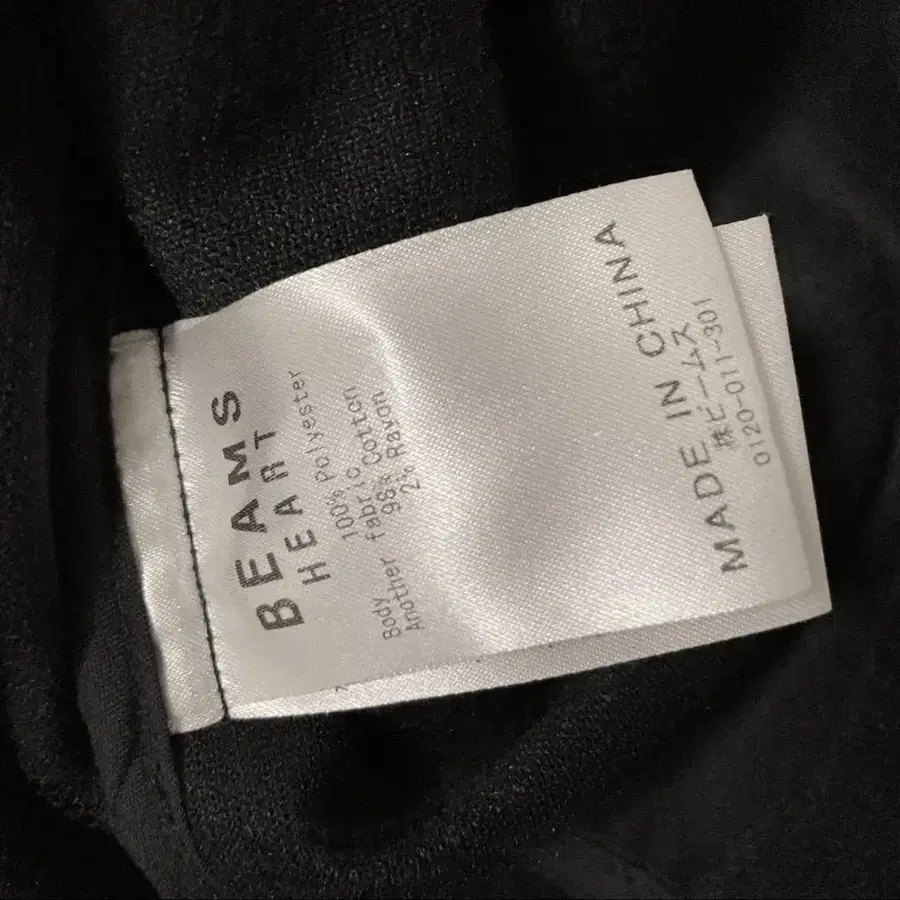 BEAMS
HEART
Body 100% Polyester
Another fabric
98% Cotton
2% Rayon
MADE IN CHINA
㈱ビームス
0120-011-301